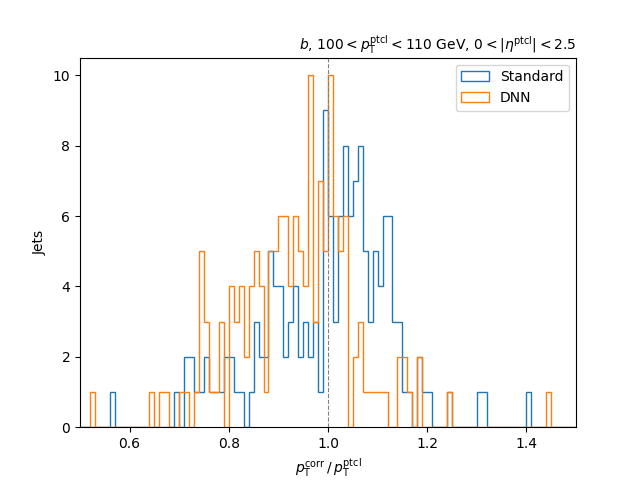 b, 100 < p_T^ptcl < 110 GeV, 0 < |η^ptcl| < 2.5
Standard
DNN
10
8
6
4
2
0
Jets
0.6 0.8 1.0 1.2 1.4
p_T^corr / p_T^ptcl